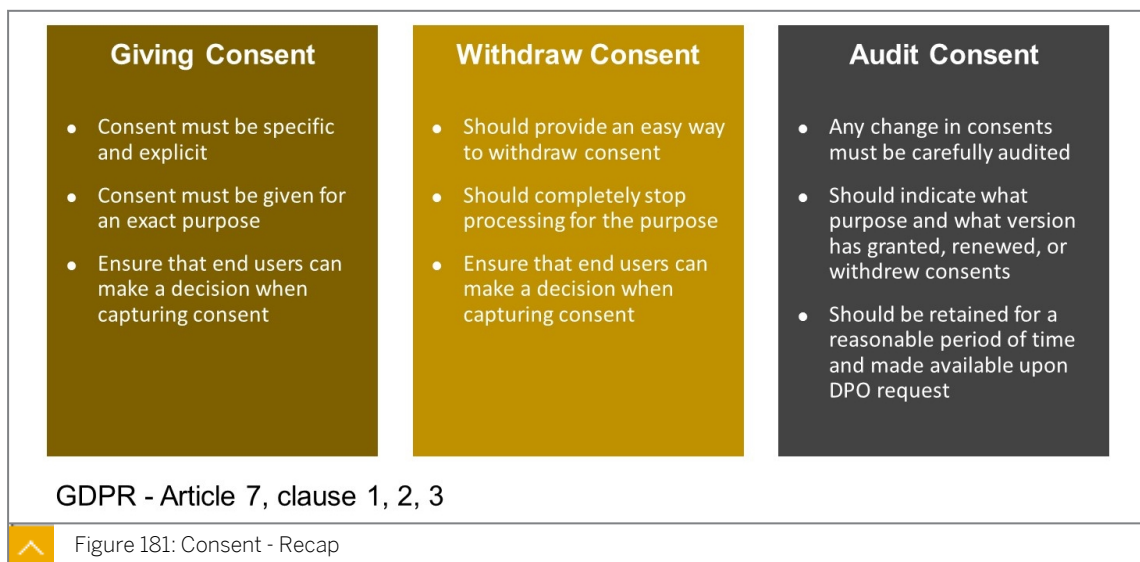 Giving Consent
● Consent must be specific
and explicit
● Consent must be given for
an exact purpose
● Ensure that end users can
make a decision when
capturing consent
Withdraw Consent
● Should provide an easy way
to withdraw consent
● Should completely stop
processing for the purpose
● Ensure that end users can
make a decision when
capturing consent
Audit Consent
● Any change in consents
must be carefully audited
● Should indicate what
purpose and what version
has granted, renewed, or
withdrew consents
● Should be retained for a
reasonable period of time
and made available upon
DPO request
GDPR - Article 7, clause 1, 2, 3
Figure 181: Consent - Recap